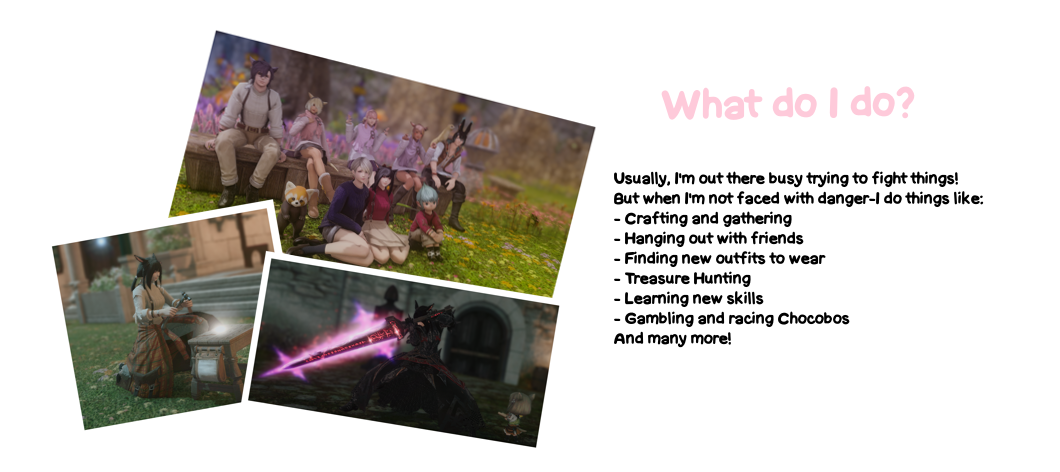 What do I do?
Usually, I'm out there busy trying to fight things!
But when I'm not faced with danger-I do things like:
- Crafting and gathering
- Hanging out with friends
- Finding new outfits to wear
- Treasure Hunting
- Learning new skills
- Gambling and racing Chocobos
And many more!